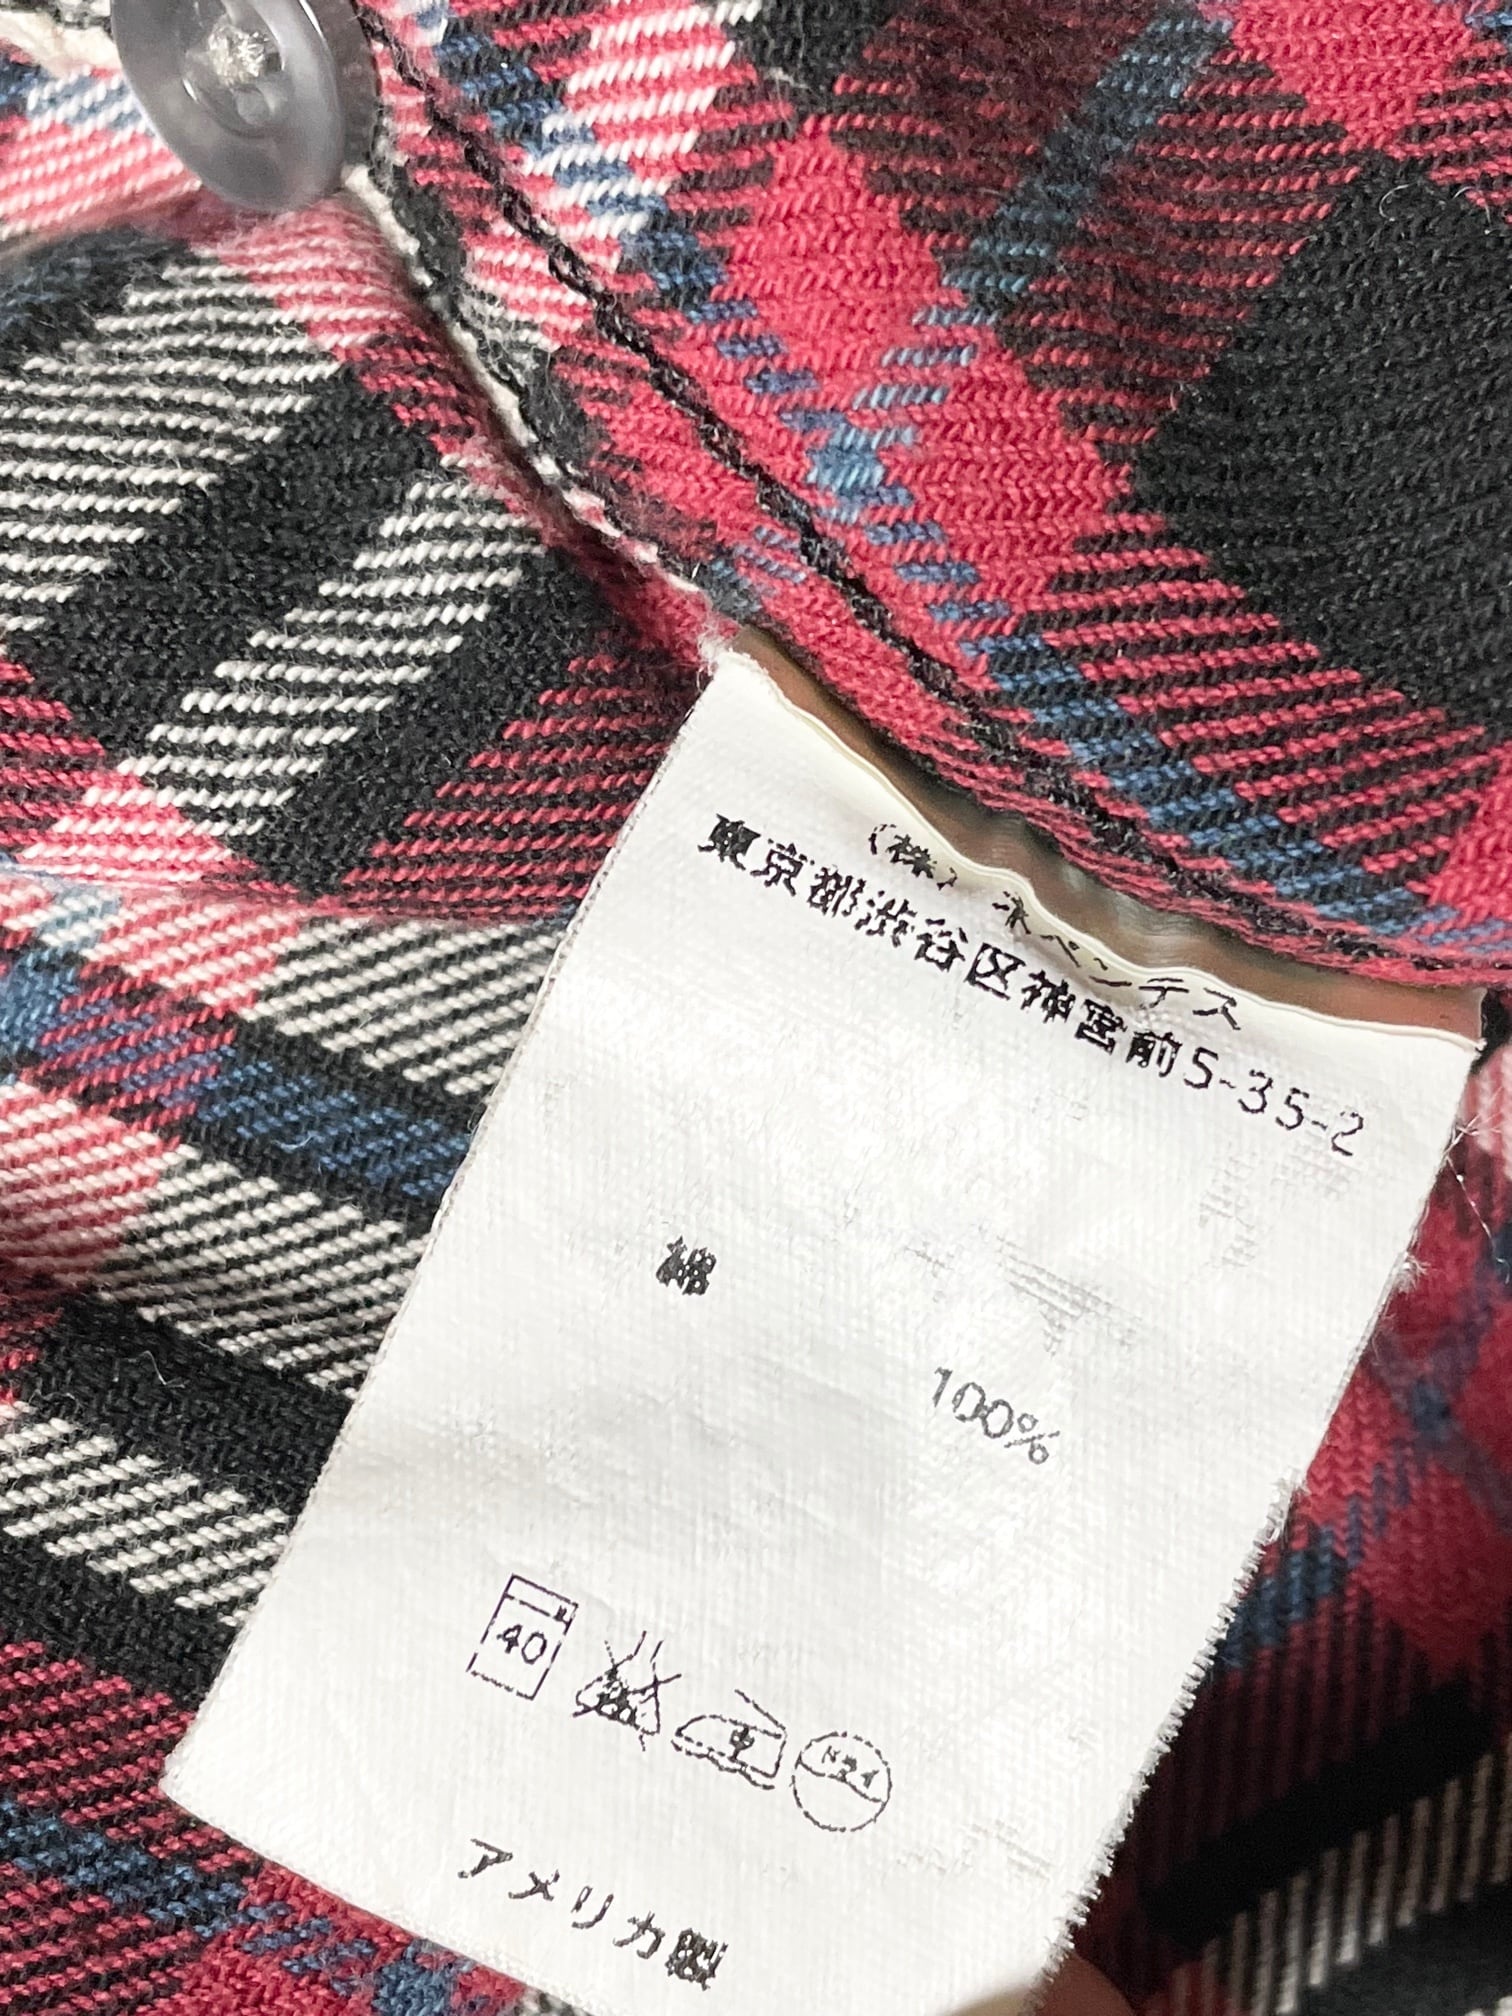 (株)ネペンテス
東京都渋谷区神宮前5-35-2
綿
100%
40
中
ドライ
アメリカ製